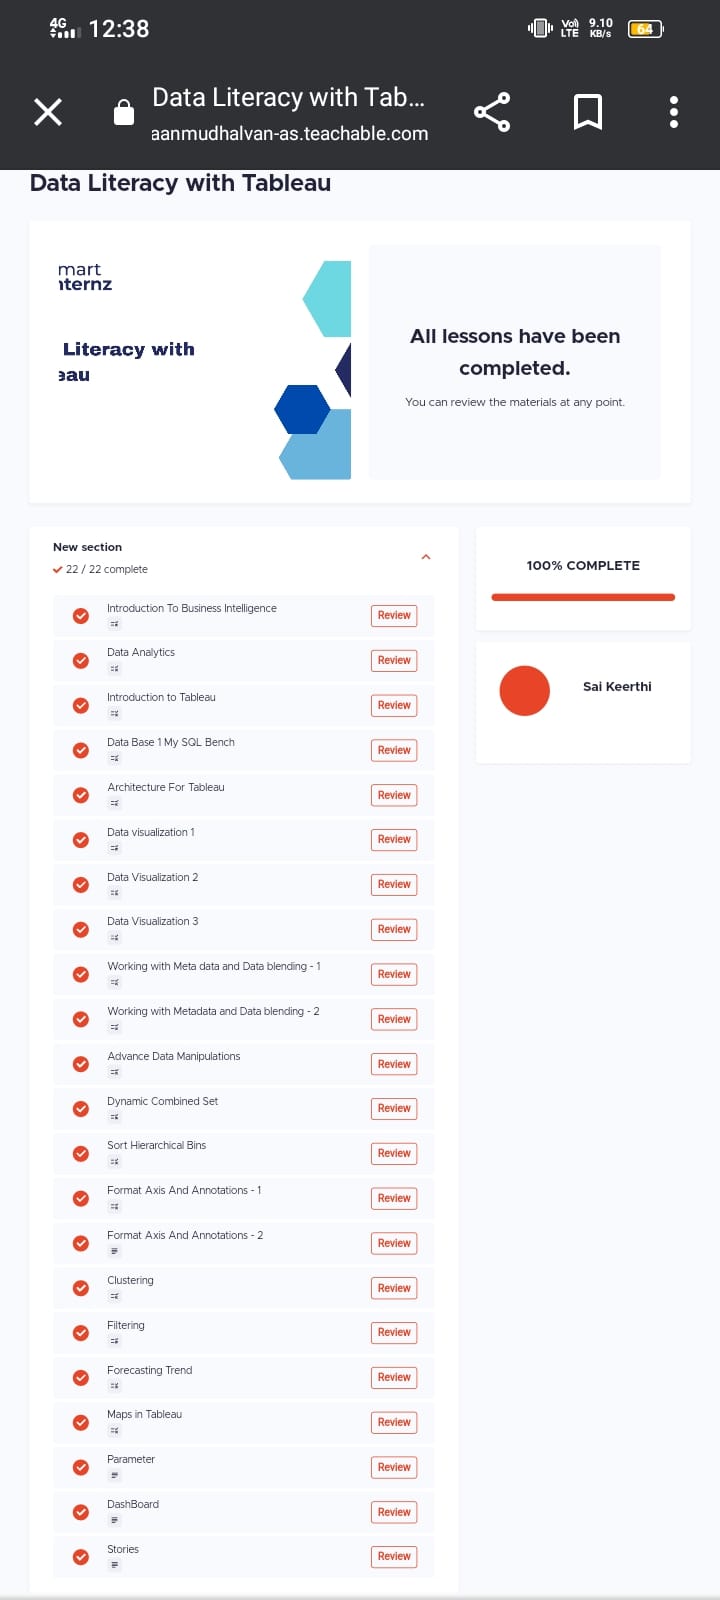 4G 12:38 Vo) LTE 9.10 KB/s 64
Data Literacy with Tab...
aanmudhalvan-as.teachable.com
Data Literacy with Tableau
mart
ternz
Literacy with
eau
All lessons have been
completed.
You can review the materials at any point.
New section
22 / 22 complete
100% COMPLETE
Sai Keerthi
Introduction To Business Intelligence Review
Data Analytics Review
Introduction to Tableau Review
Data Base 1 My SQL Bench Review
Architecture For Tableau Review
Data visualization 1 Review
Data Visualization 2 Review
Data Visualization 3 Review
Working with Meta data and Data blending - 1 Review
Working with Metadata and Data blending - 2 Review
Advance Data Manipulations Review
Dynamic Combined Set Review
Sort Hierarchical Bins Review
Format Axis And Annotations - 1 Review
Format Axis And Annotations - 2 Review
Clustering Review
Filtering Review
Forecasting Trend Review
Maps in Tableau Review
Parameter Review
DashBoard Review
Stories Review